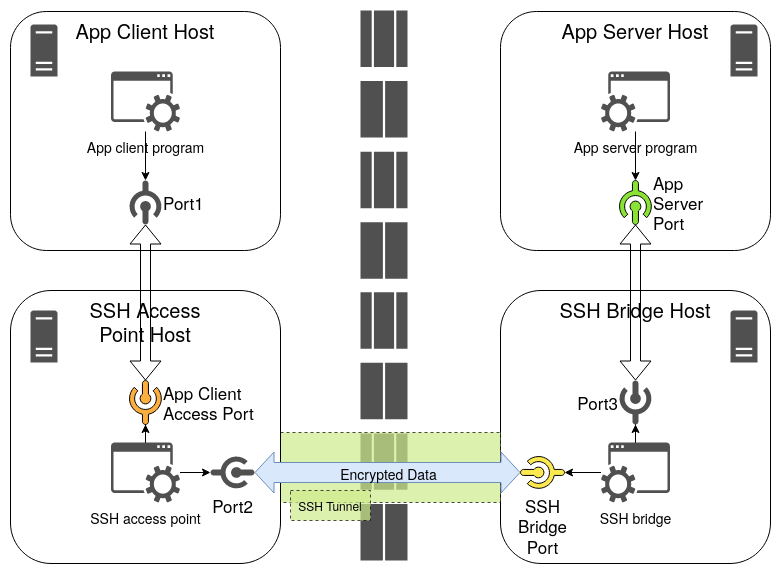 App Client Host
App client program
Port1
App Server Host
App server program
App
Server
Port
SSH Access
Point Host
App Client
Access Port
SSH access point
Port2
Encrypted Data
SSH Tunnel
SSH Bridge Host
Port3
SSH
Bridge
Port
SSH bridge